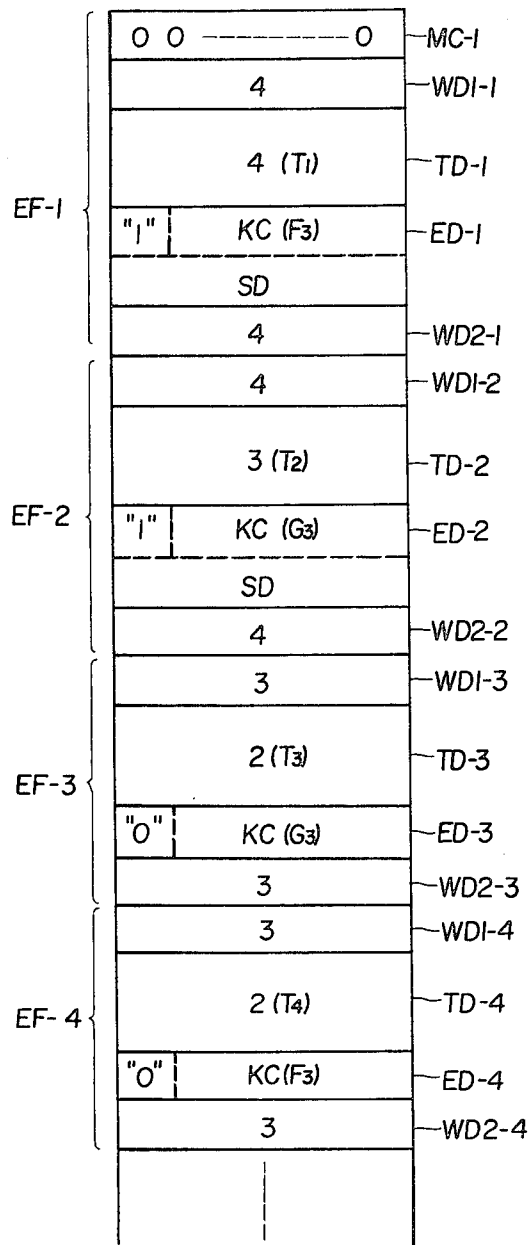 0 0 ----------- 0 MC-1
4 WD1-1
4 (T1) TD-1
EF-1
"1" KC (F3) ED-1
SD
4 WD2-1
4 WD1-2
3 (T2) TD-2
EF-2
"1" KC (G3) ED-2
SD
4 WD2-2
3 WD1-3
2 (T3) TD-3
EF-3
"0" KC (G3) ED-3
3 WD2-3
3 WD1-4
2 (T4) TD-4
EF-4
"0" KC (F3) ED-4
3 WD2-4